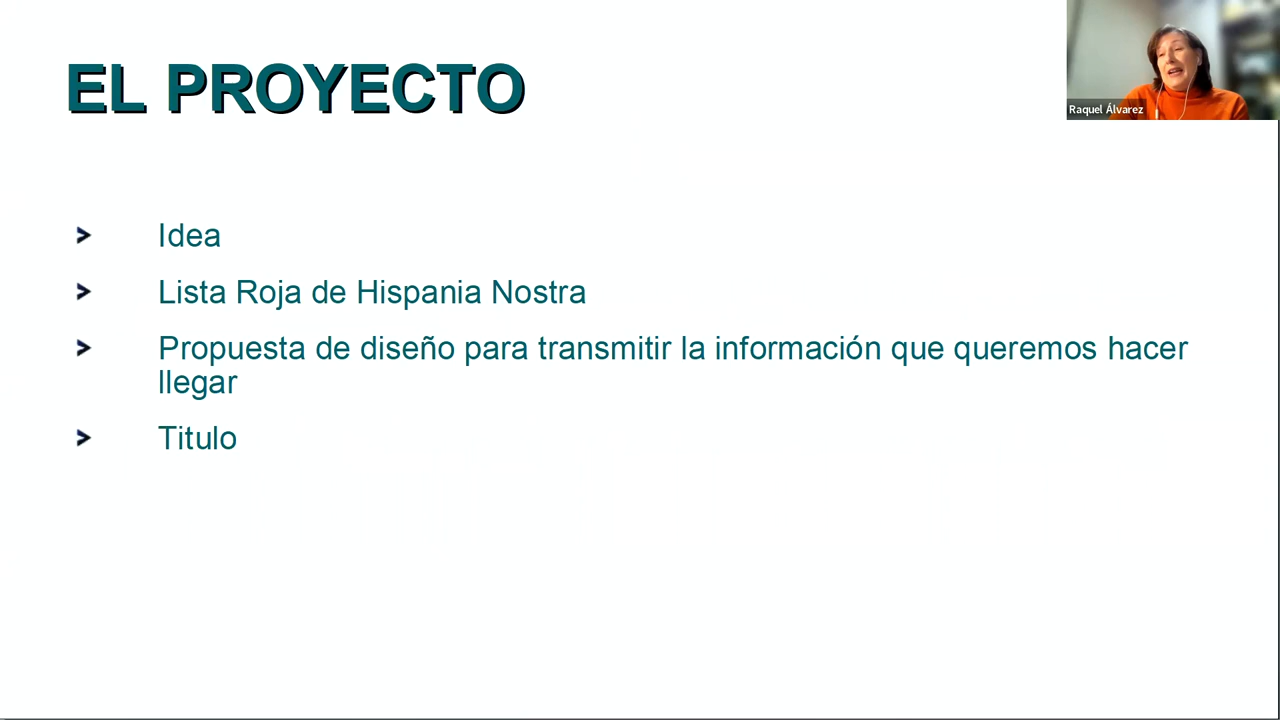 EL PROYECTO
Raquel Álvarez
> Idea
> Lista Roja de Hispania Nostra
> Propuesta de diseño para transmitir la información que queremos hacer
llegar
> Titulo